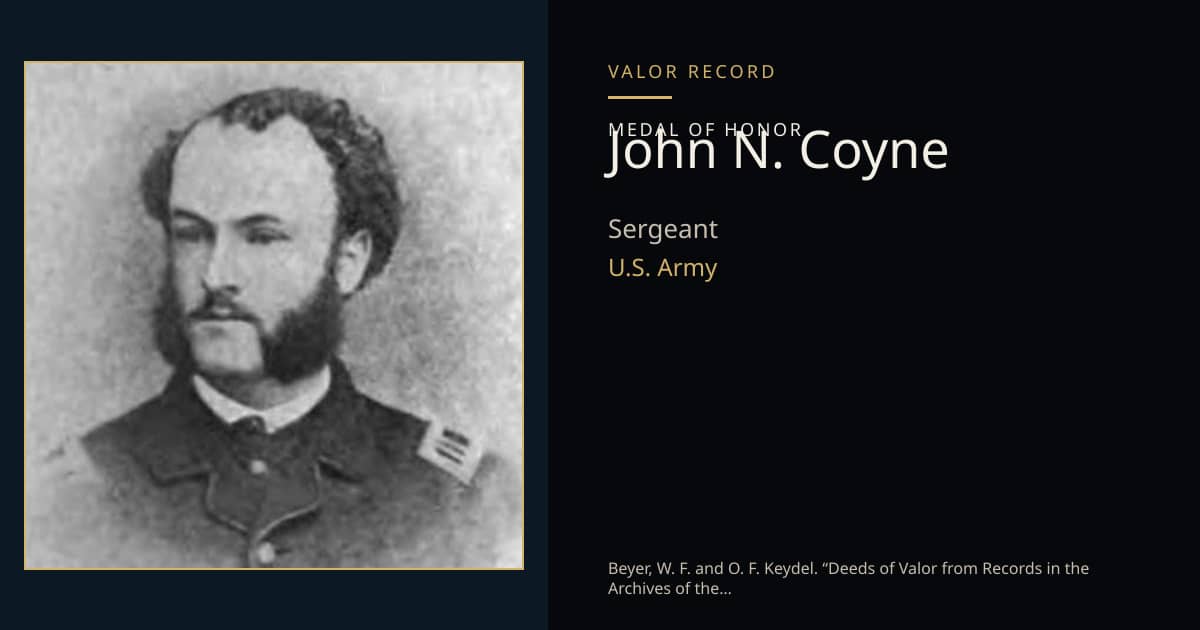 VALOR RECORD
MEDAL OF HONOR
John N. Coyne
Sergeant
U.S. Army
Beyer, W. F. and O. F. Keydel. “Deeds of Valor from Records in the
Archives of the...